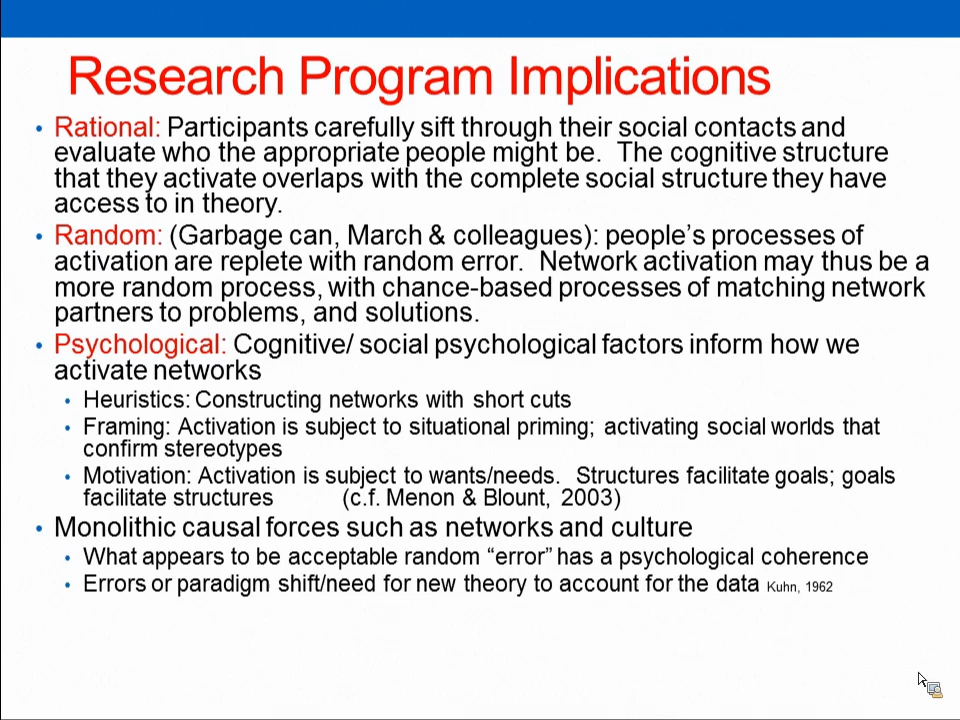 Research Program Implications
• Rational: Participants carefully sift through their social contacts and
evaluate who the appropriate people might be.  The cognitive structure
that they activate overlaps with the complete social structure they have
access to in theory.
• Random: (Garbage can, March & colleagues): people's processes of
activation are replete with random error.  Network activation may thus be a
more random process, with chance-based processes of matching network
partners to problems, and solutions.
• Psychological: Cognitive/ social psychological factors inform how we
activate networks
• Heuristics: Constructing networks with short cuts
• Framing: Activation is subject to situational priming; activating social worlds that
confirm stereotypes
• Motivation: Activation is subject to wants/needs.  Structures facilitate goals; goals
facilitate structures (c.f. Menon & Blount, 2003)
• Monolithic causal forces such as networks and culture
• What appears to be acceptable random “error” has a psychological coherence
• Errors or paradigm shift/need for new theory to account for the data Kuhn, 1962